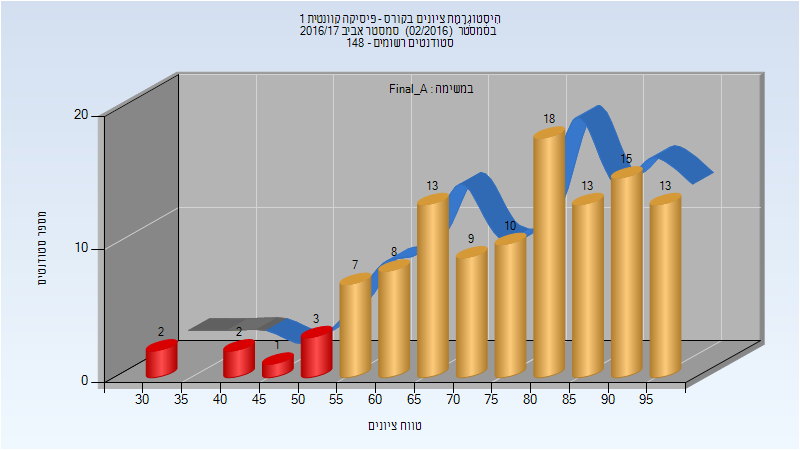 היסטוגרמת ציונים בקורס - פיסיקה קוונטית 1
בסמסטר (02/2016) סמסטר אביב 2016/17
סטודנטים רשומים - 148
במשימה : Final_A
20
10
0
מספר סטודנטים
2
2
1
3
7
8
13
9
10
18
13
15
13
30 35 40 45 50 55 60 65 70 75 80 85 90 95
טווח ציונים